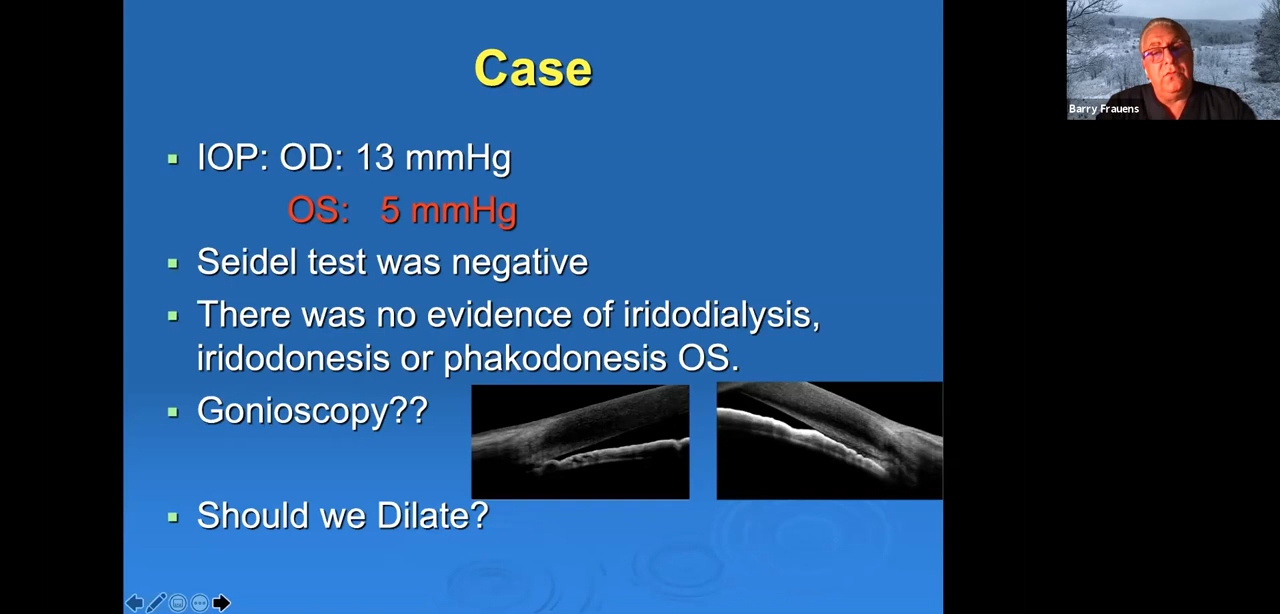 Case
IOP: OD: 13 mmHg
OS: 5 mmHg
Seidel test was negative
There was no evidence of iridodialysis,
iridodonesis or phakodonesis OS.
Gonioscopy??
Should we Dilate?
Barry Frauens